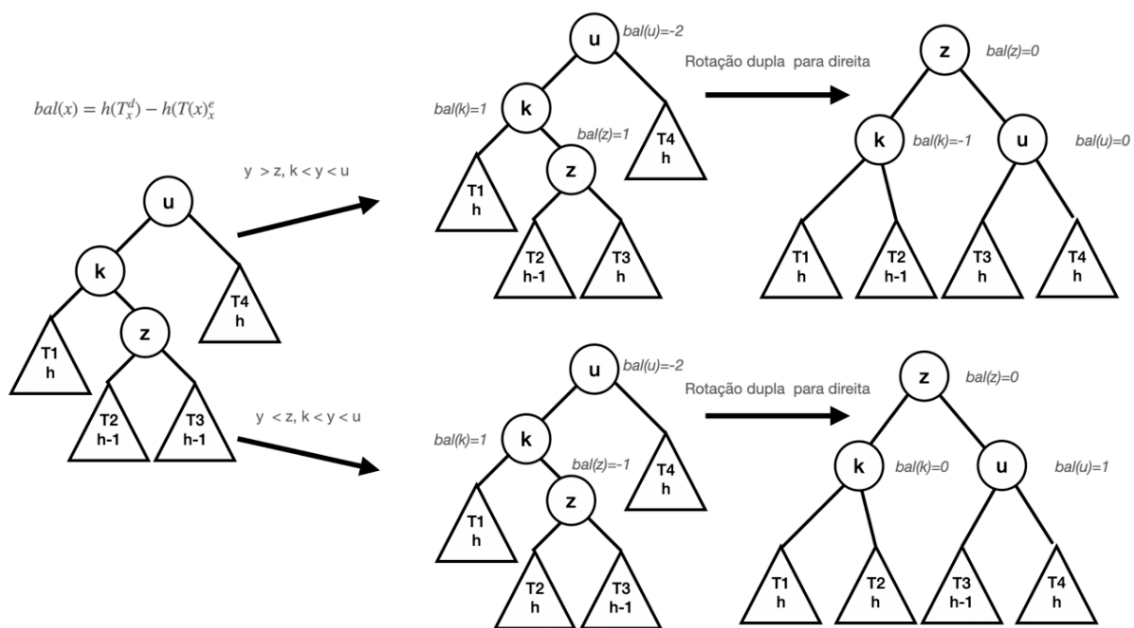 bal(x) = h(T_x^d) − h(T(x)_x^e
u
k
z
T1
h
T2
h-1
T3
h-1
T4
h
y > z, k < y < u
y < z, k < y < u
u
bal(u)=-2
bal(k)=1
k
bal(z)=1
z
T1
h
T2
h-1
T3
h
T4
h
Rotação dupla para direita
z
bal(z)=0
k
bal(k)=-1
u
bal(u)=0
T1
h
T2
h-1
T3
h
T4
h
u
bal(u)=-2
bal(k)=1
k
bal(z)=-1
z
T1
h
T2
h
T3
h-1
T4
h
Rotação dupla para direita
z
bal(z)=0
k
bal(k)=0
u
bal(u)=1
T1
h
T2
h
T3
h-1
T4
h